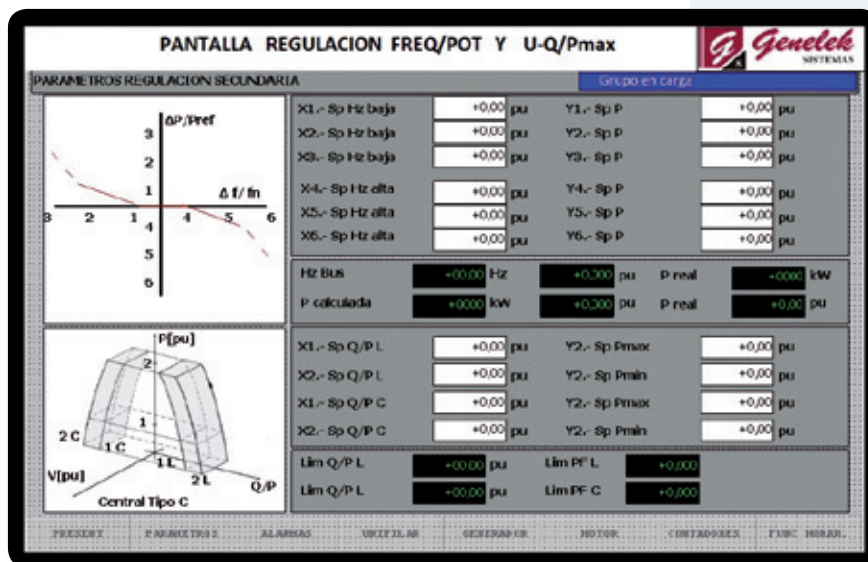 PANTALLA REGULACION FREQ/POT Y U-Q/Pmax
Genelek
SISTEMAS
PARAMETROS REGULACION SECUNDARIA Grupo en carga
ΔP/Pref
3
2
1 Δ f/ fn
3 2 1 4 5 6
4
5
6
X1.- Sp Hz baja +0,00 pu Y1.- Sp P +0,00 pu
X2.- Sp Hz baja +0,00 pu Y2.- Sp P +0,00 pu
X3.- Sp Hz baja +0,00 pu Y3.- Sp P +0,00 pu
X-4.- Sp Hz alta +0,00 pu Y4.- Sp P +0,00 pu
X5.- Sp Hz alta +0,00 pu Y5.- Sp P +0,00 pu
X6.- Sp Hz alta +0,00 pu Y6.- Sp P +0,00 pu
Hz Bus +00,00 Hz +0,000 pu P real +0000 kW
P calculada +0000 kW +0,000 pu P real +0,00 pu
P[pu]
2
1
2 C 1 C 1 L 2 L
V[pu] Q/P
Central Tipo C
X1.- Sp Q/P L +0,00 pu Y2.- Sp Pmax +0,00 pu
X2.- Sp Q/P L +0,00 pu Y2.- Sp Pmin +0,00 pu
X1.- Sp Q/P C +0,00 pu Y2.- Sp Pmax +0,00 pu
X2.- Sp Q/P C +0,00 pu Y2.- Sp Pmin +0,00 pu
Lim Q/P L +00,00 pu Lim PF L +0,000
Lim Q/P L +00,00 pu Lim PF C +0,000
PRESENT PARAMETROS ALARMAS UNIFILAR GENERADOR MOTOR CONTADORES FUNC HORAR.